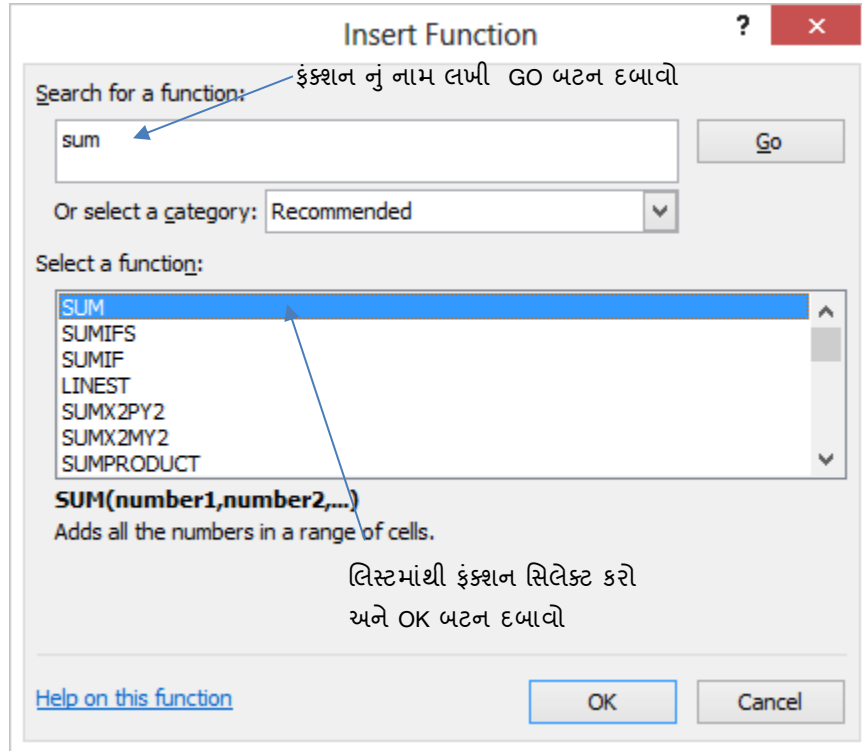 Insert Function
?
×
ફંક્શન નું નામ લખી GO બટન દબાવો
Search for a function:
sum
Go
Or select a category: Recommended
Select a function:
SUM
SUMIFS
SUMIF
LINEST
SUMX2PY2
SUMX2MY2
SUMPRODUCT
SUM(number1,number2,...)
Adds all the numbers in a range of cells.
લિસ્ટમાંથી ફંક્શન સિલેક્ટ કરો
અને OK બટન દબાવો
Help on this function
OK
Cancel